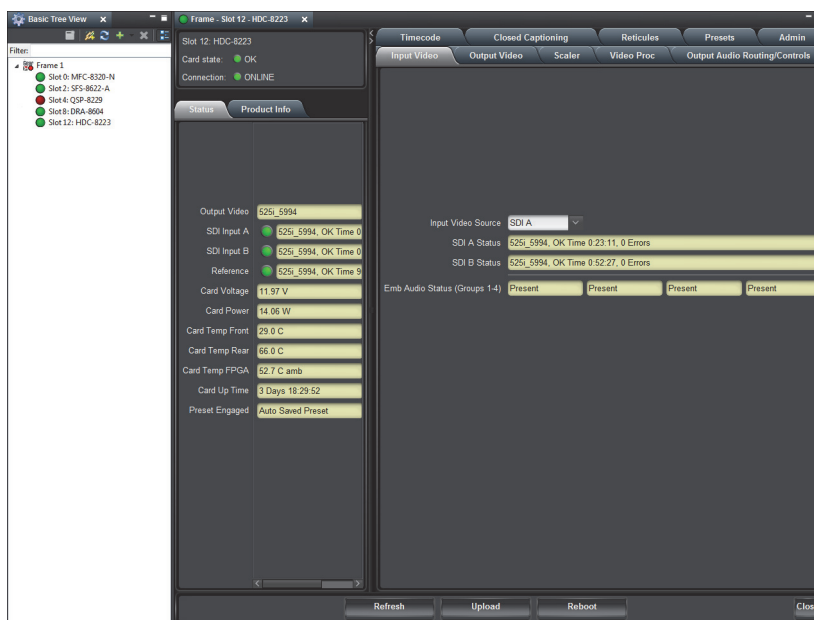 Basic Tree View
Filter:
Frame 1
Slot 0: MFC-8320-N
Slot 2: SFS-8622-A
Slot 4: QSP-8229
Slot 8: DRA-8604
Slot 12: HDC-8223
Frame - Slot 12 - HDC-8223
Slot 12: HDC-8223
Card state: OK
Connection: ONLINE
Status Product Info
Output Video 525i_5994
SDI Input A 525i_5994, OK Time 0
SDI Input B 525i_5994, OK Time 0
Reference 525i_5994, OK Time 9
Card Voltage 11.97 V
Card Power 14.06 W
Card Temp Front 29.0 C
Card Temp Rear 66.0 C
Card Temp FPGA 52.7 C amb
Card Up Time 3 Days 18:29:52
Preset Engaged Auto Saved Preset
Timecode Closed Captioning Reticules Presets Admin
Input Video Output Video Scaler Video Proc Output Audio Routing/Controls
Input Video Source SDI A
SDI A Status 525i_5994, OK Time 0:23:11, 0 Errors
SDI B Status 525i_5994, OK Time 0:52:27, 0 Errors
Emb Audio Status (Groups 1-4) Present Present Present Present
Refresh Upload Reboot Clos